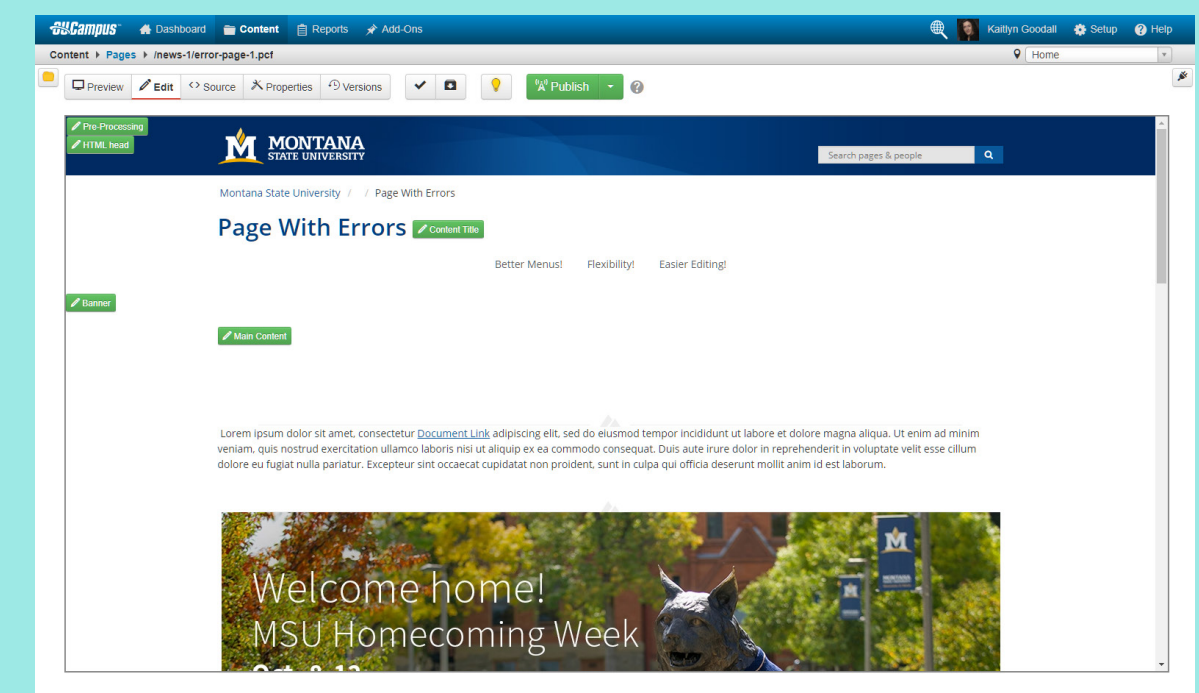 OU Campus™ Dashboard Content Reports Add-Ons Kaitlyn Goodall Setup Help
Content Pages /news-1/error-page-1.pcf Home
Preview Edit Source Properties Versions Publish
Pre-Processing
HTML head
MONTANA
STATE UNIVERSITY
Search pages & people
Montana State University / / Page With Errors
Page With Errors Content Title
Better Menus! Flexibility! Easier Editing!
Banner
Main Content
Lorem ipsum dolor sit amet, consectetur Document Link adipiscing elit, sed do eiusmod tempor incididunt ut labore et dolore magna aliqua. Ut enim ad minim
veniam, quis nostrud exercitation ullamco laboris nisi ut aliquip ex ea commodo consequat. Duis aute irure dolor in reprehenderit in voluptate velit esse cillum
dolore eu fugiat nulla pariatur. Excepteur sint occaecat cupidatat non proident, sunt in culpa qui officia deserunt mollit anim id est laborum.
Welcome home!
MSU Homecoming Week
M